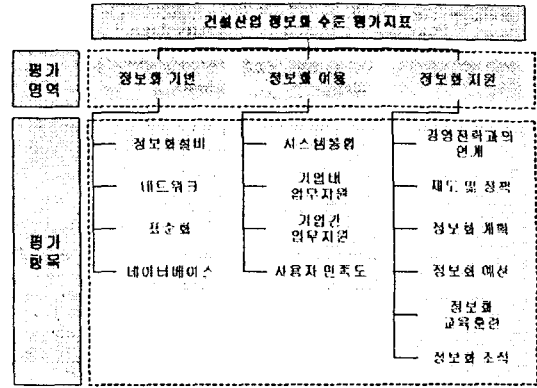 건설산업 정보화 수준 평가지표
평가
영역
정보화 기반
정보화 이용
정보화 지원
평가
항목
정보화설비
네트워크
표준화
데이터베이스
시스템통합
기업내
업무지원
기업간
업무지원
사용자 만족도
경영전략과의
연계
제도 및 정책
정보화 계획
정보화 예산
정보화
교육훈련
정보화 조직